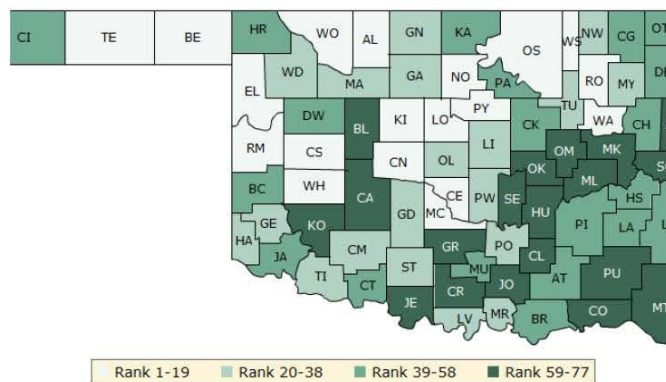 CI TE BE HR WO AL GN KA OS WS NW CG OT
WD MA GA NO PA RO MY DE
EL TU
DW BL KI LO PY CK WA CH
RM CS CN OL LI OK OM MK
BC WH CA CE PW SE ML HS
KO MC HU
GE GD PI LA
HA JA CM GR PO CL
TI CT ST MU AT PU
JE CR JO CO MT
LV MR BR
Rank 1-19 Rank 20-38 Rank 39-58 Rank 59-77